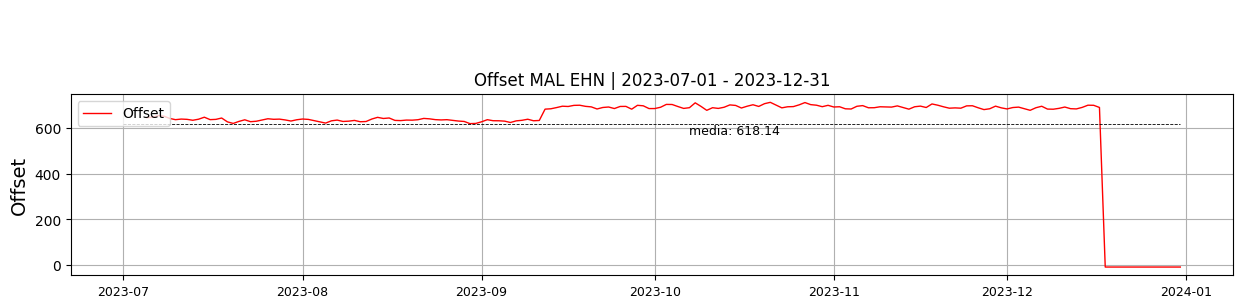 Offset MAL EHN | 2023-07-01 - 2023-12-31
Offset
Offset
600
400
200
0
media: 618.14
2023-07 2023-08 2023-09 2023-10 2023-11 2023-12 2024-01